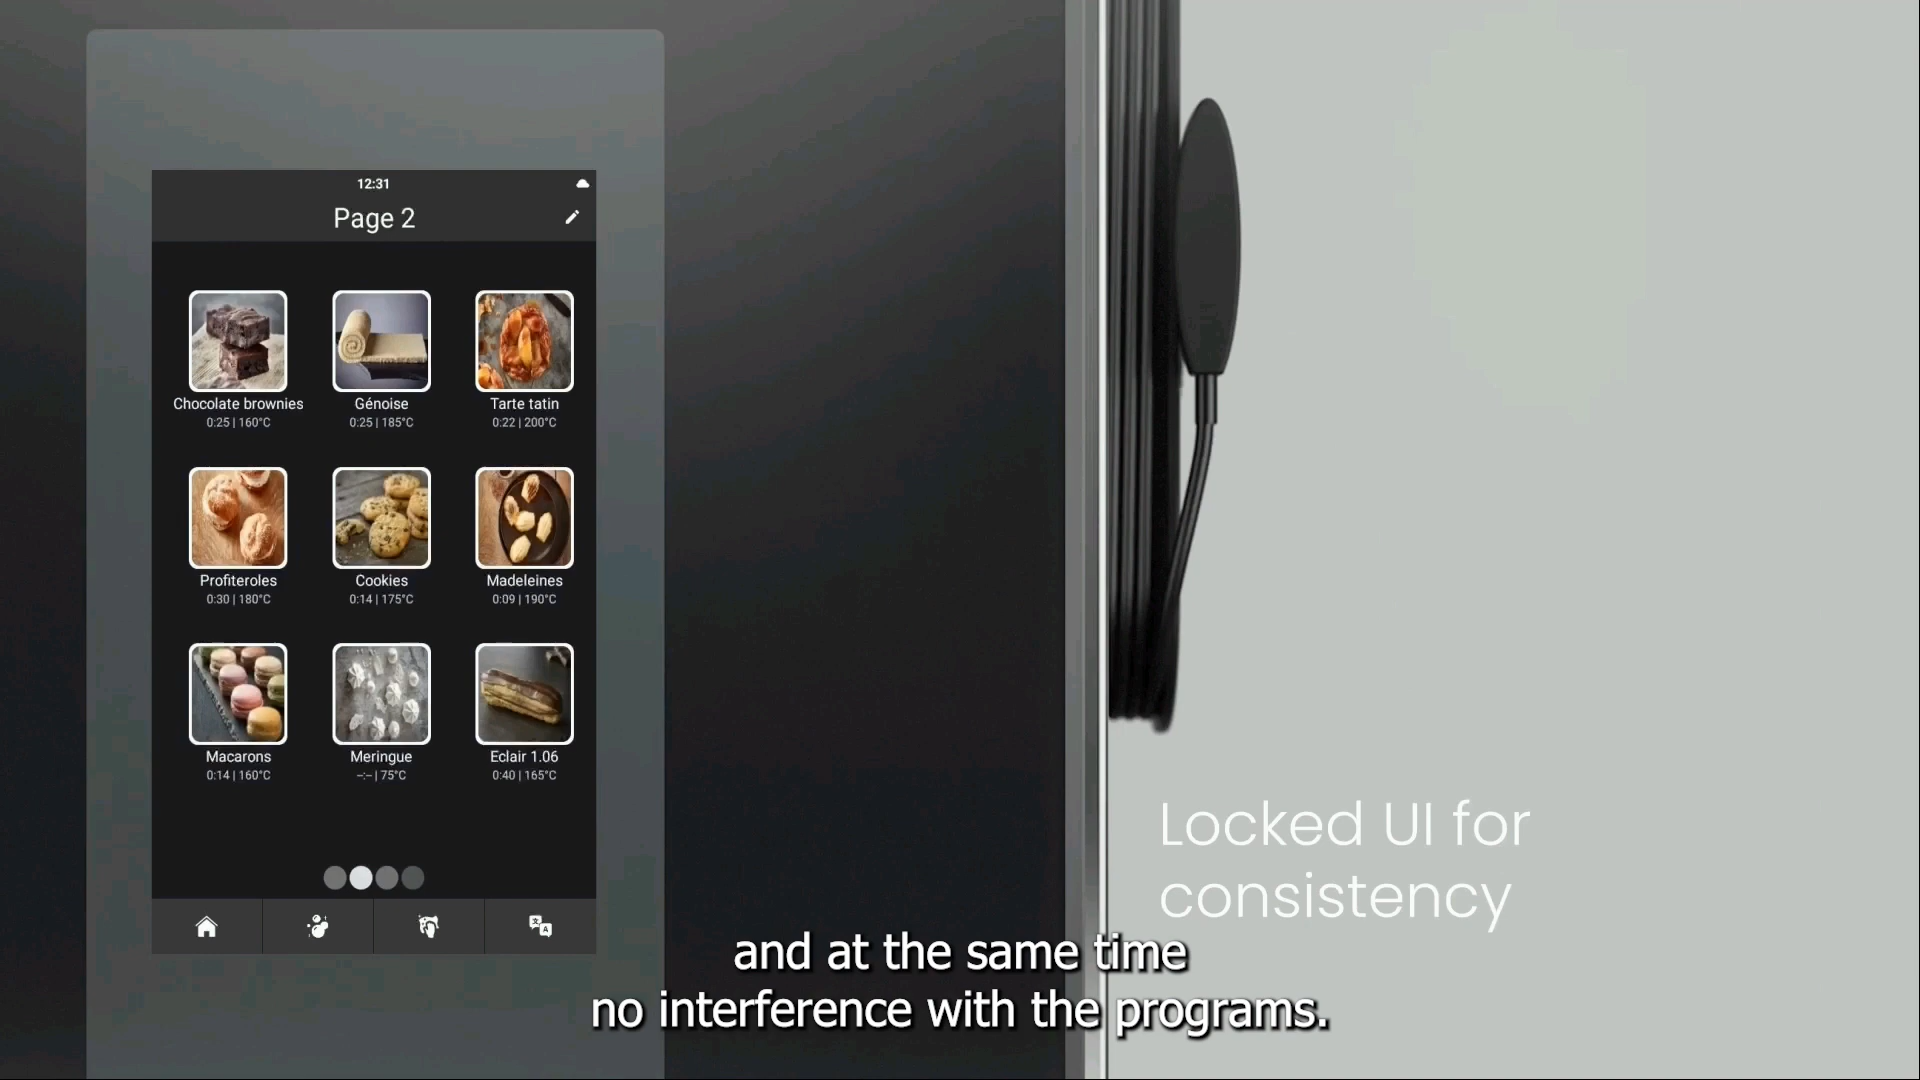 12:31
Page 2
Chocolate brownies
0:25 | 160°C
Génoise
0:25 | 185°C
Tarte tatin
0:22 | 200°C
Profiteroles
0:30 | 180°C
Cookies
0:14 | 175°C
Madeleines
0:09 | 190°C
Macarons
0:14 | 160°C
Meringue
--:-- | 75°C
Eclair 1.06
0:40 | 165°C
Locked UI for
consistency
and at the same time
no interference with the programs.